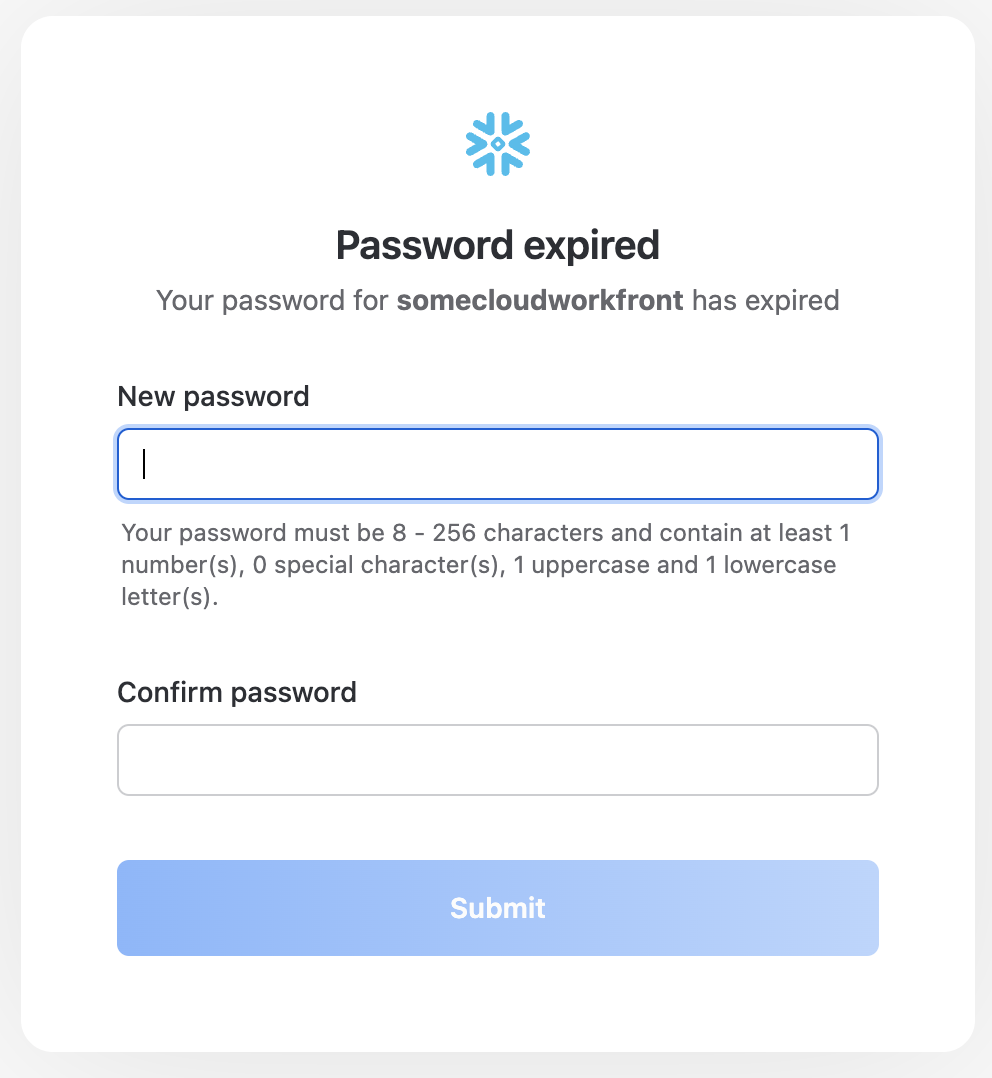 Password expired
Your password for somecloudworkfront has expired
New password
Your password must be 8 - 256 characters and contain at least 1
number(s), 0 special character(s), 1 uppercase and 1 lowercase
letter(s).
Confirm password
Submit